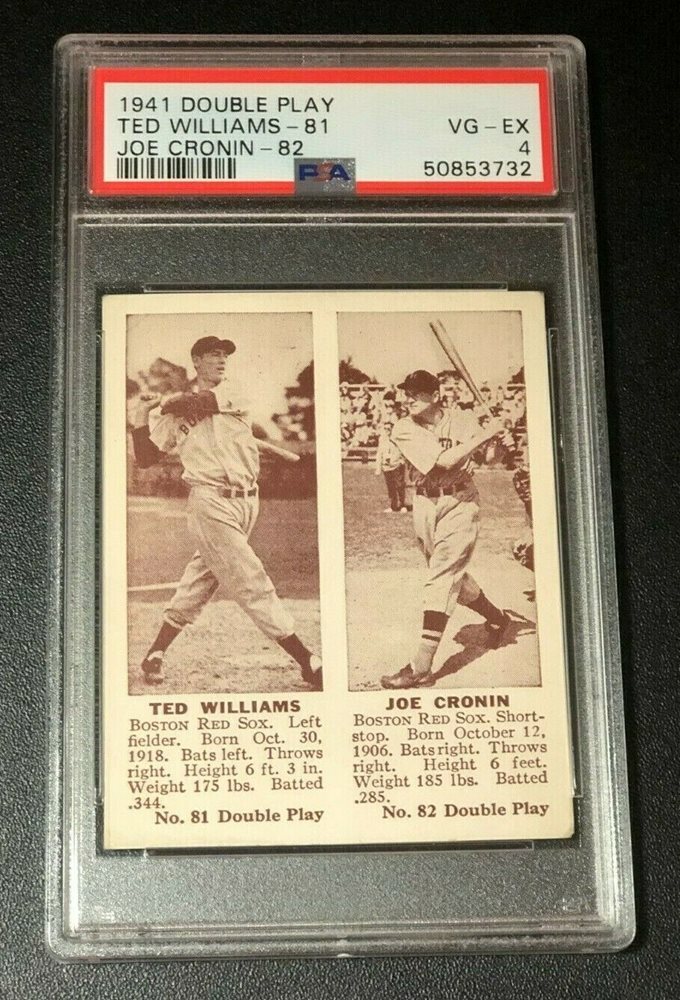 1941 DOUBLE PLAY
TED WILLIAMS-81 VG-EX
JOE CRONIN-82 4
PSA 50853732
BOS
TED WILLIAMS
BOSTON RED SOX. Left
fielder. Born Oct. 30,
1918. Bats left. Throws
right. Height 6 ft. 3 in.
Weight 175 lbs. Batted
.344.
No. 81 Double Play
JOE CRONIN
BOSTON RED SOX. Short-
stop. Born October 12,
1906. Bats right. Throws
right. Height 6 feet.
Weight 185 lbs. Batted
.285.
No. 82 Double Play